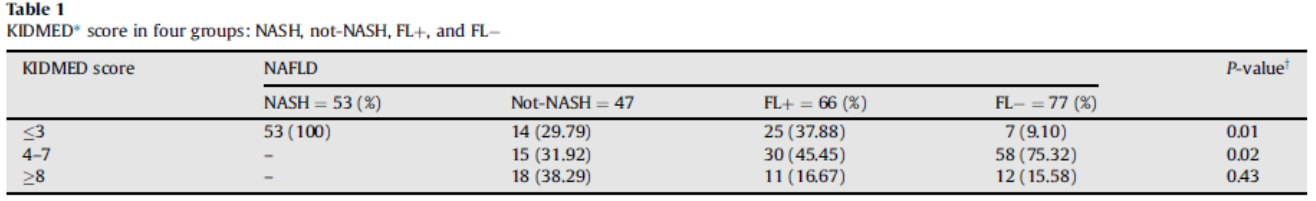 Table 1
KIDMED* score in four groups: NASH, not-NASH, FL+, and FL−
KIDMED score NAFLD P-value†
NASH = 53 (%) Not-NASH = 47 FL+ = 66 (%) FL− = 77 (%)
≤3 53 (100) 14 (29.79) 25 (37.88) 7 (9.10) 0.01
4–7 – 15 (31.92) 30 (45.45) 58 (75.32) 0.02
≥8 – 18 (38.29) 11 (16.67) 12 (15.58) 0.43